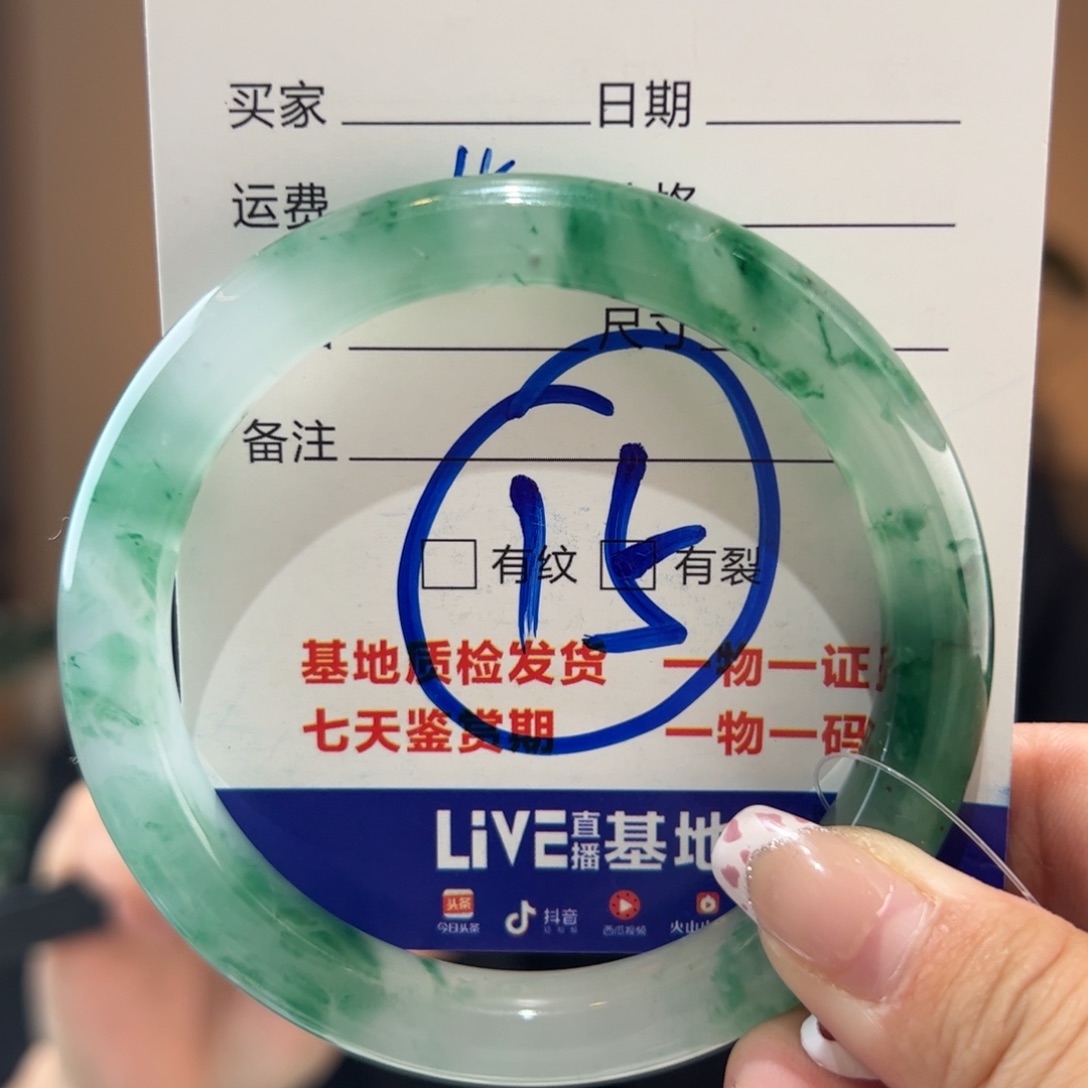 买家 日期
运费
尺寸
备注
15
有纹 有裂
基地质检发货 一物一证
七天鉴赏期 一物一码
LiVE直播基地
今日头条 抖音 西瓜视频 火山